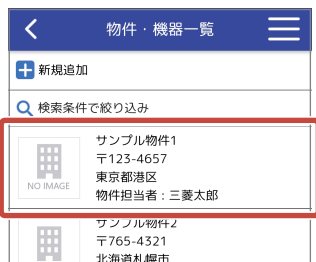 物件・機器一覧
新規追加
検索条件で絞り込み
サンプル物件1
〒123-4657
東京都港区
物件担当者：三菱太郎
NO IMAGE
サンプル物件2
〒765-4321
北海道札幌市